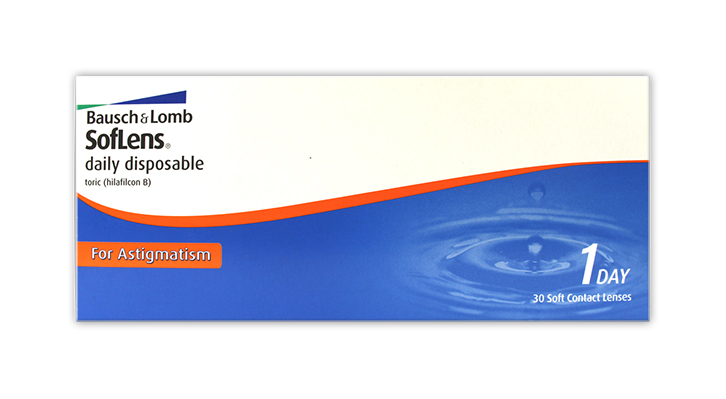 Bausch & Lomb
SofLens®
daily disposable
toric (hilafilcon B)
For Astigmatism
1 DAY
30 Soft Contact Lenses